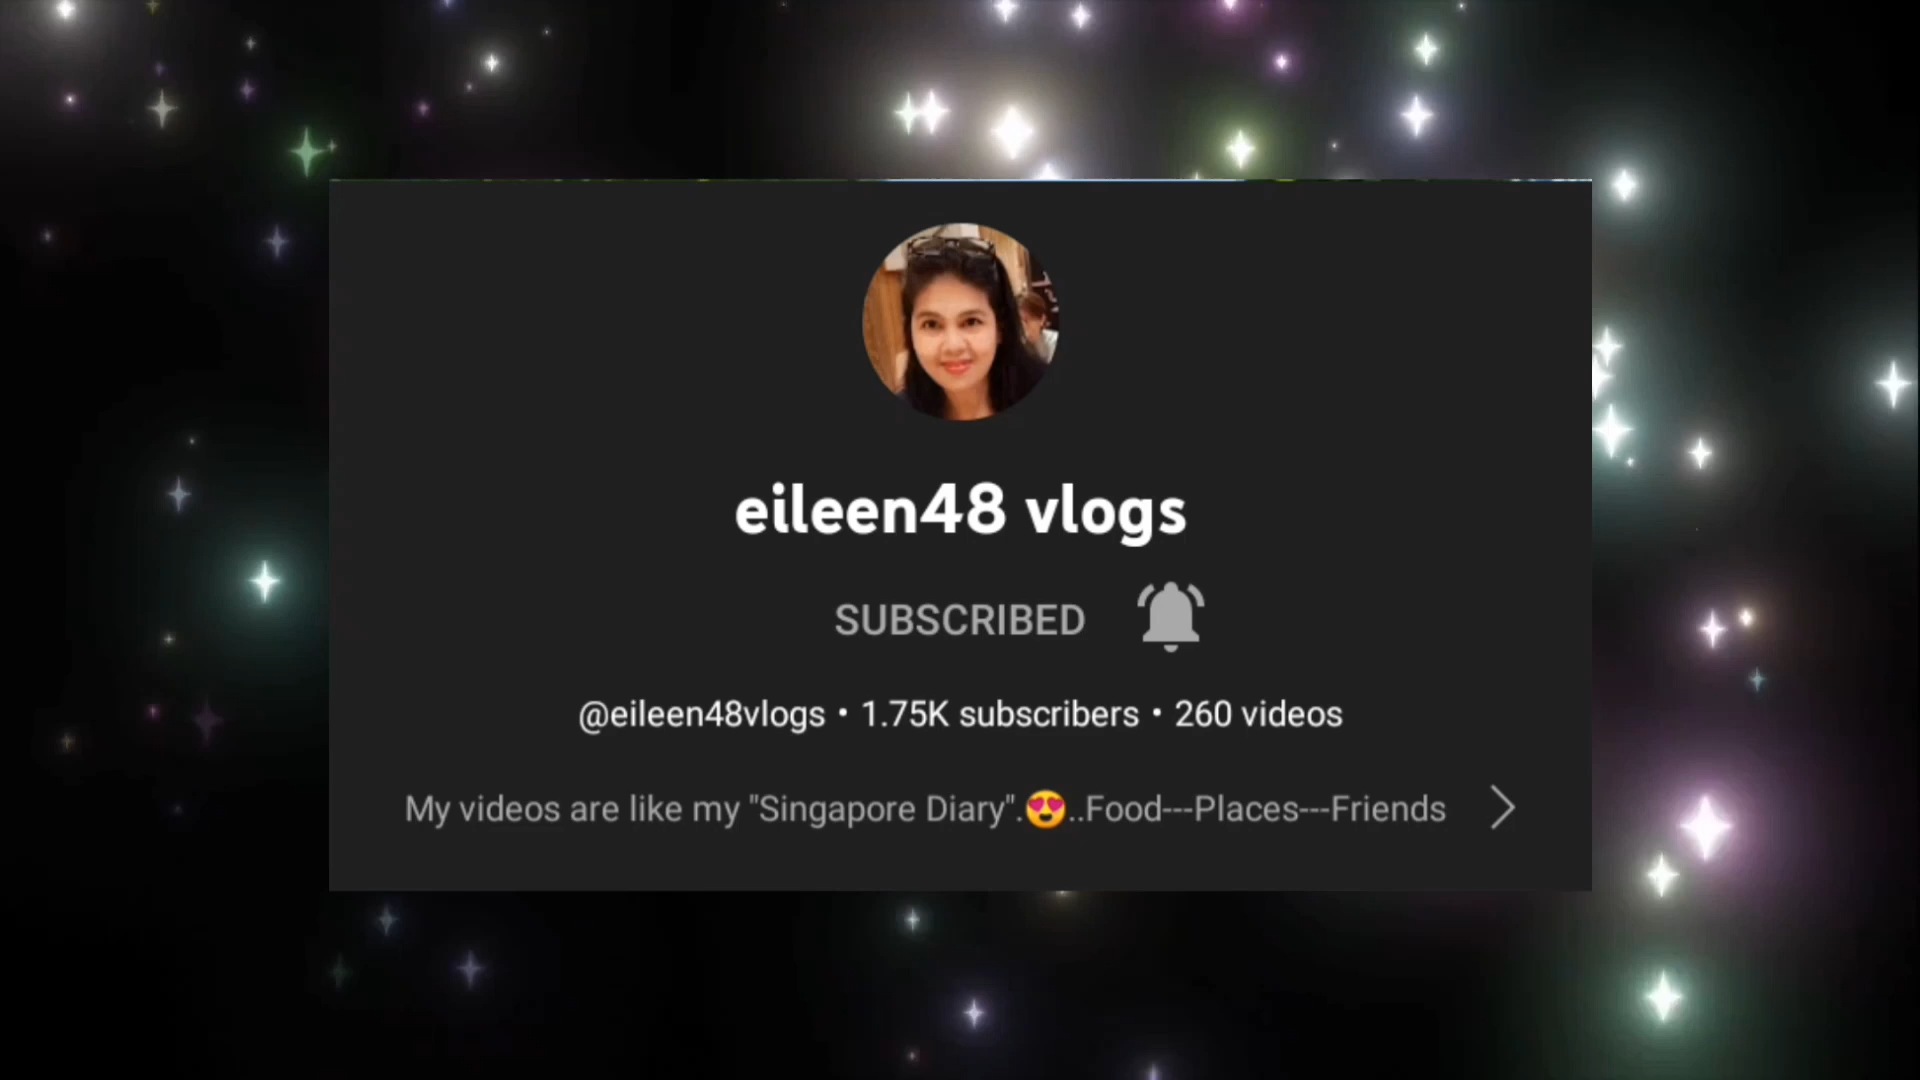 eileen48 vlogs
SUBSCRIBED
@eileen48vlogs • 1.75K subscribers • 260 videos
My videos are like my "Singapore Diary".😍..Food---Places---Friends